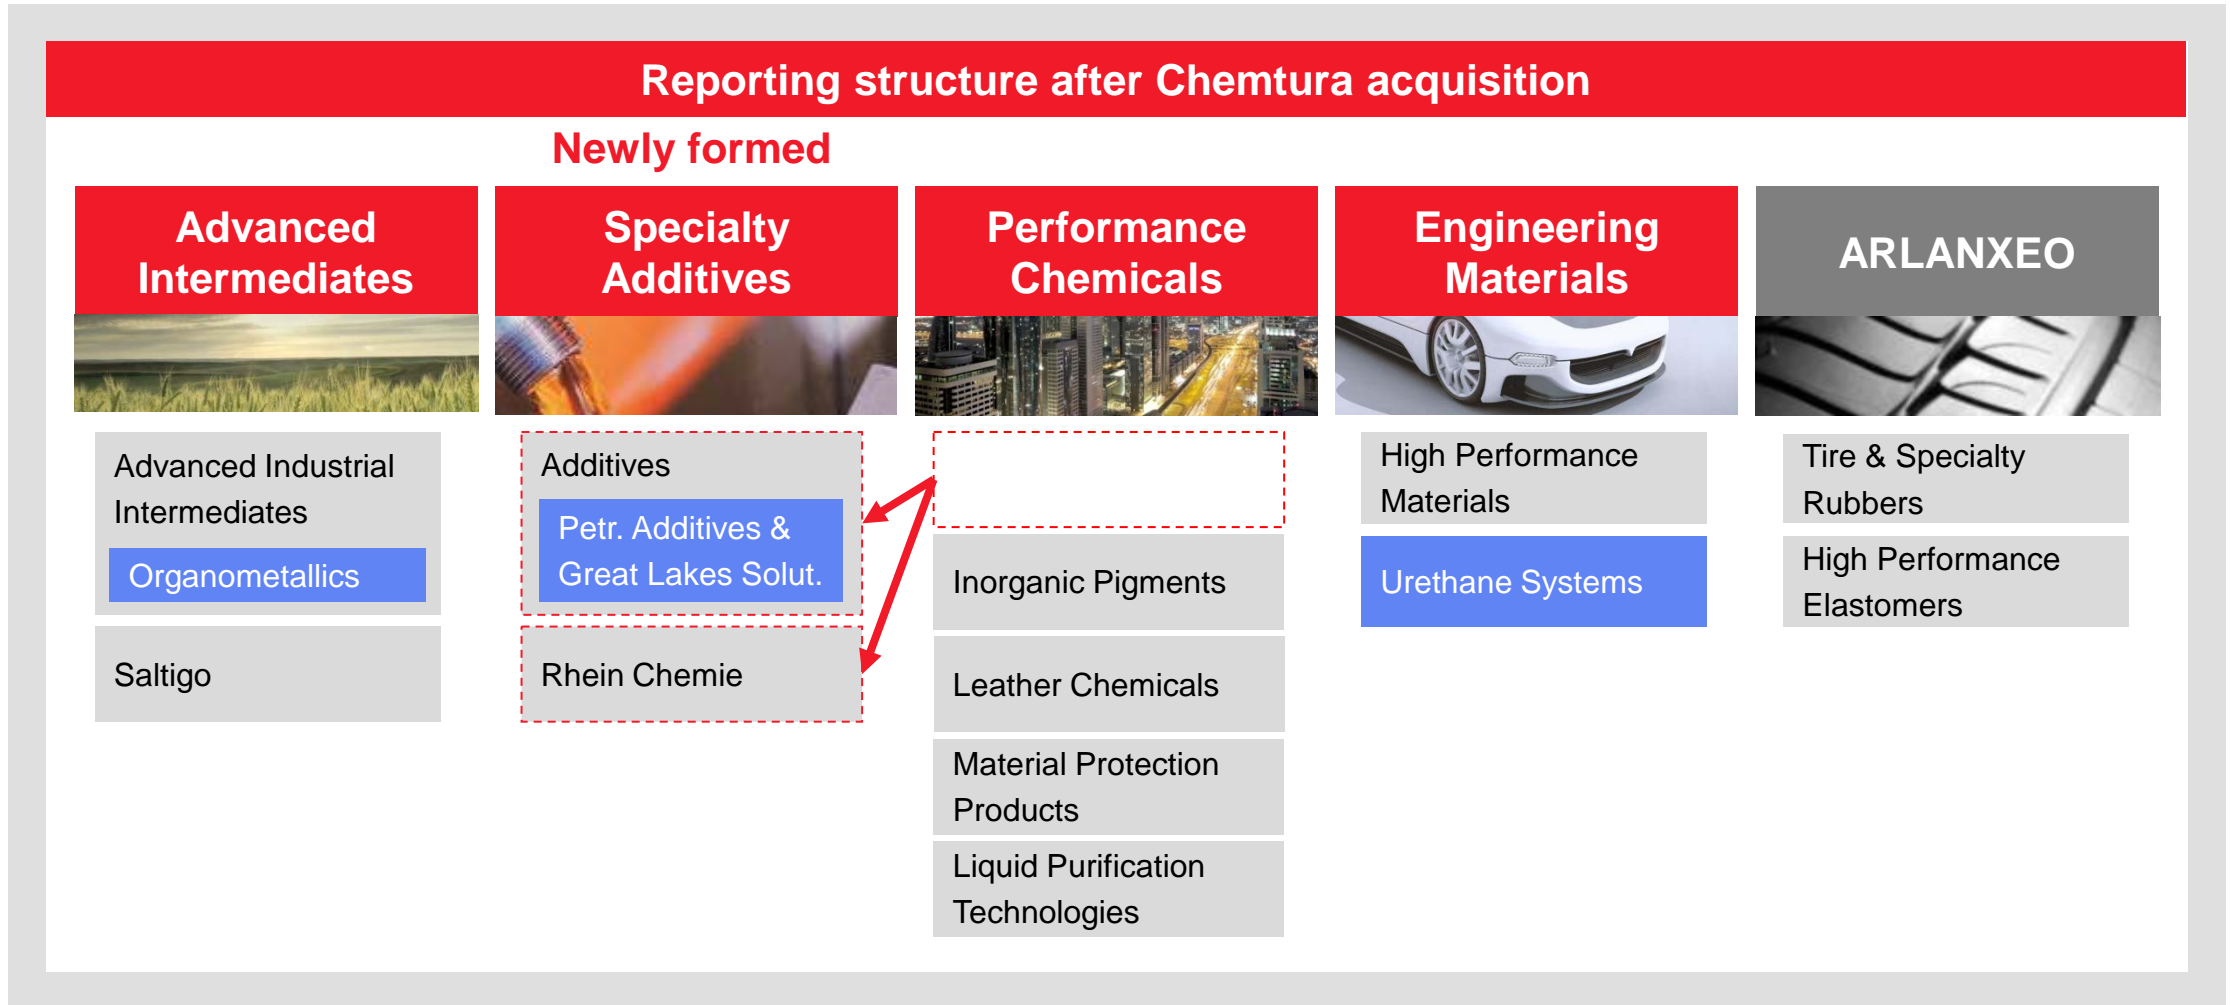 Reporting structure after Chemtura acquisition
Newly formed
Advanced
Intermediates
Specialty
Additives
Performance
Chemicals
Engineering
Materials
ARLANXEO
Advanced Industrial
Intermediates
Organometallics
Saltigo
Additives
Petr. Additives &
Great Lakes Solut.
Rhein Chemie
Inorganic Pigments
Leather Chemicals
Material Protection
Products
Liquid Purification
Technologies
High Performance
Materials
Urethane Systems
Tire & Specialty
Rubbers
High Performance
Elastomers